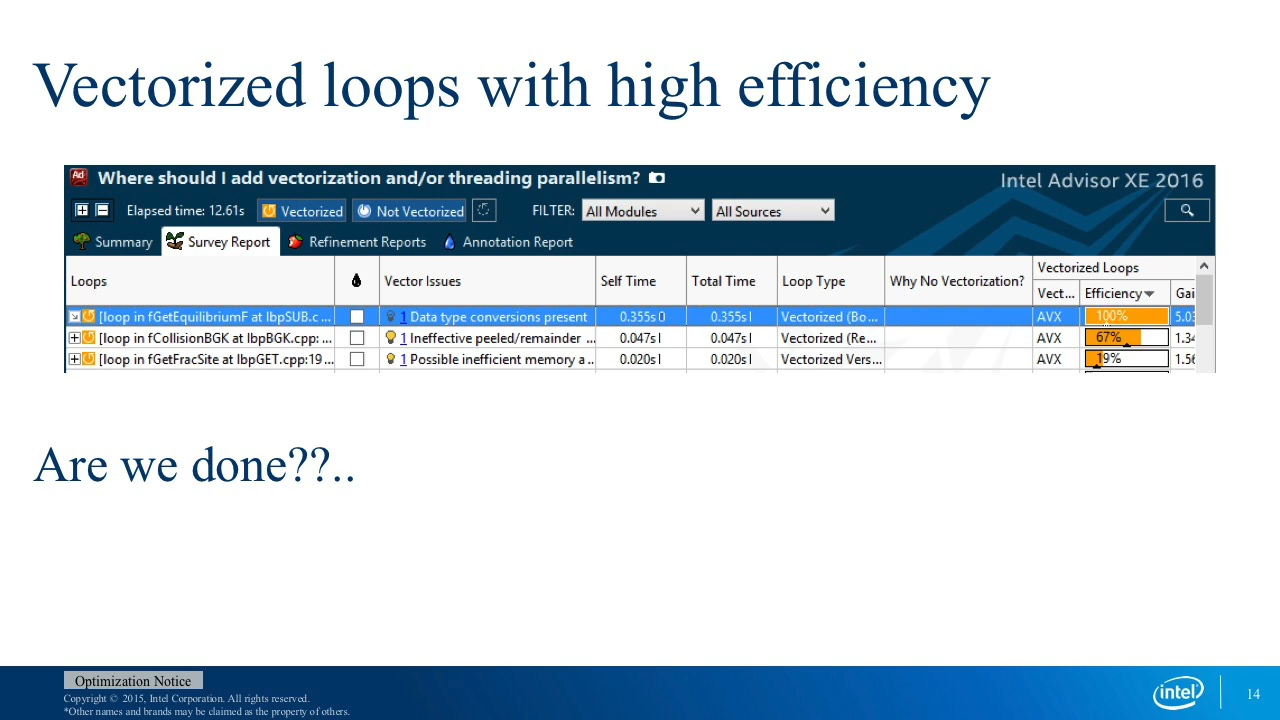 Vectorized loops with high efficiency
Where should I add vectorization and/or threading parallelism?
Intel Advisor XE 2016
Elapsed time: 12.61s Vectorized Not Vectorized FILTER: All Modules All Sources
Summary Survey Report Refinement Reports Annotation Report
Loops Vector Issues Self Time Total Time Loop Type Why No Vectorization? Vectorized Loops
Vect... Efficiency Gai
[loop in fGetEquilibriumF at lbpSUB.c ... 1 Data type conversions present 0.355s 0.355s Vectorized (Bo... AVX 100% 5.03
[loop in fCollisionBGK at lbpBGK.cpp: ... 1 Ineffective peeled/remainder ... 0.047s 0.047s Vectorized (Re... AVX 67% 1.34
[loop in fGetFracSite at lbpGET.cpp:19 ... 1 Possible inefficient memory a .. 0.020s 0.020s Vectorized Vers... AVX 19% 1.56
Are we done??..
Optimization Notice
Copyright © 2015, Intel Corporation. All rights reserved.
*Other names and brands may be claimed as the property of others.
intel
14